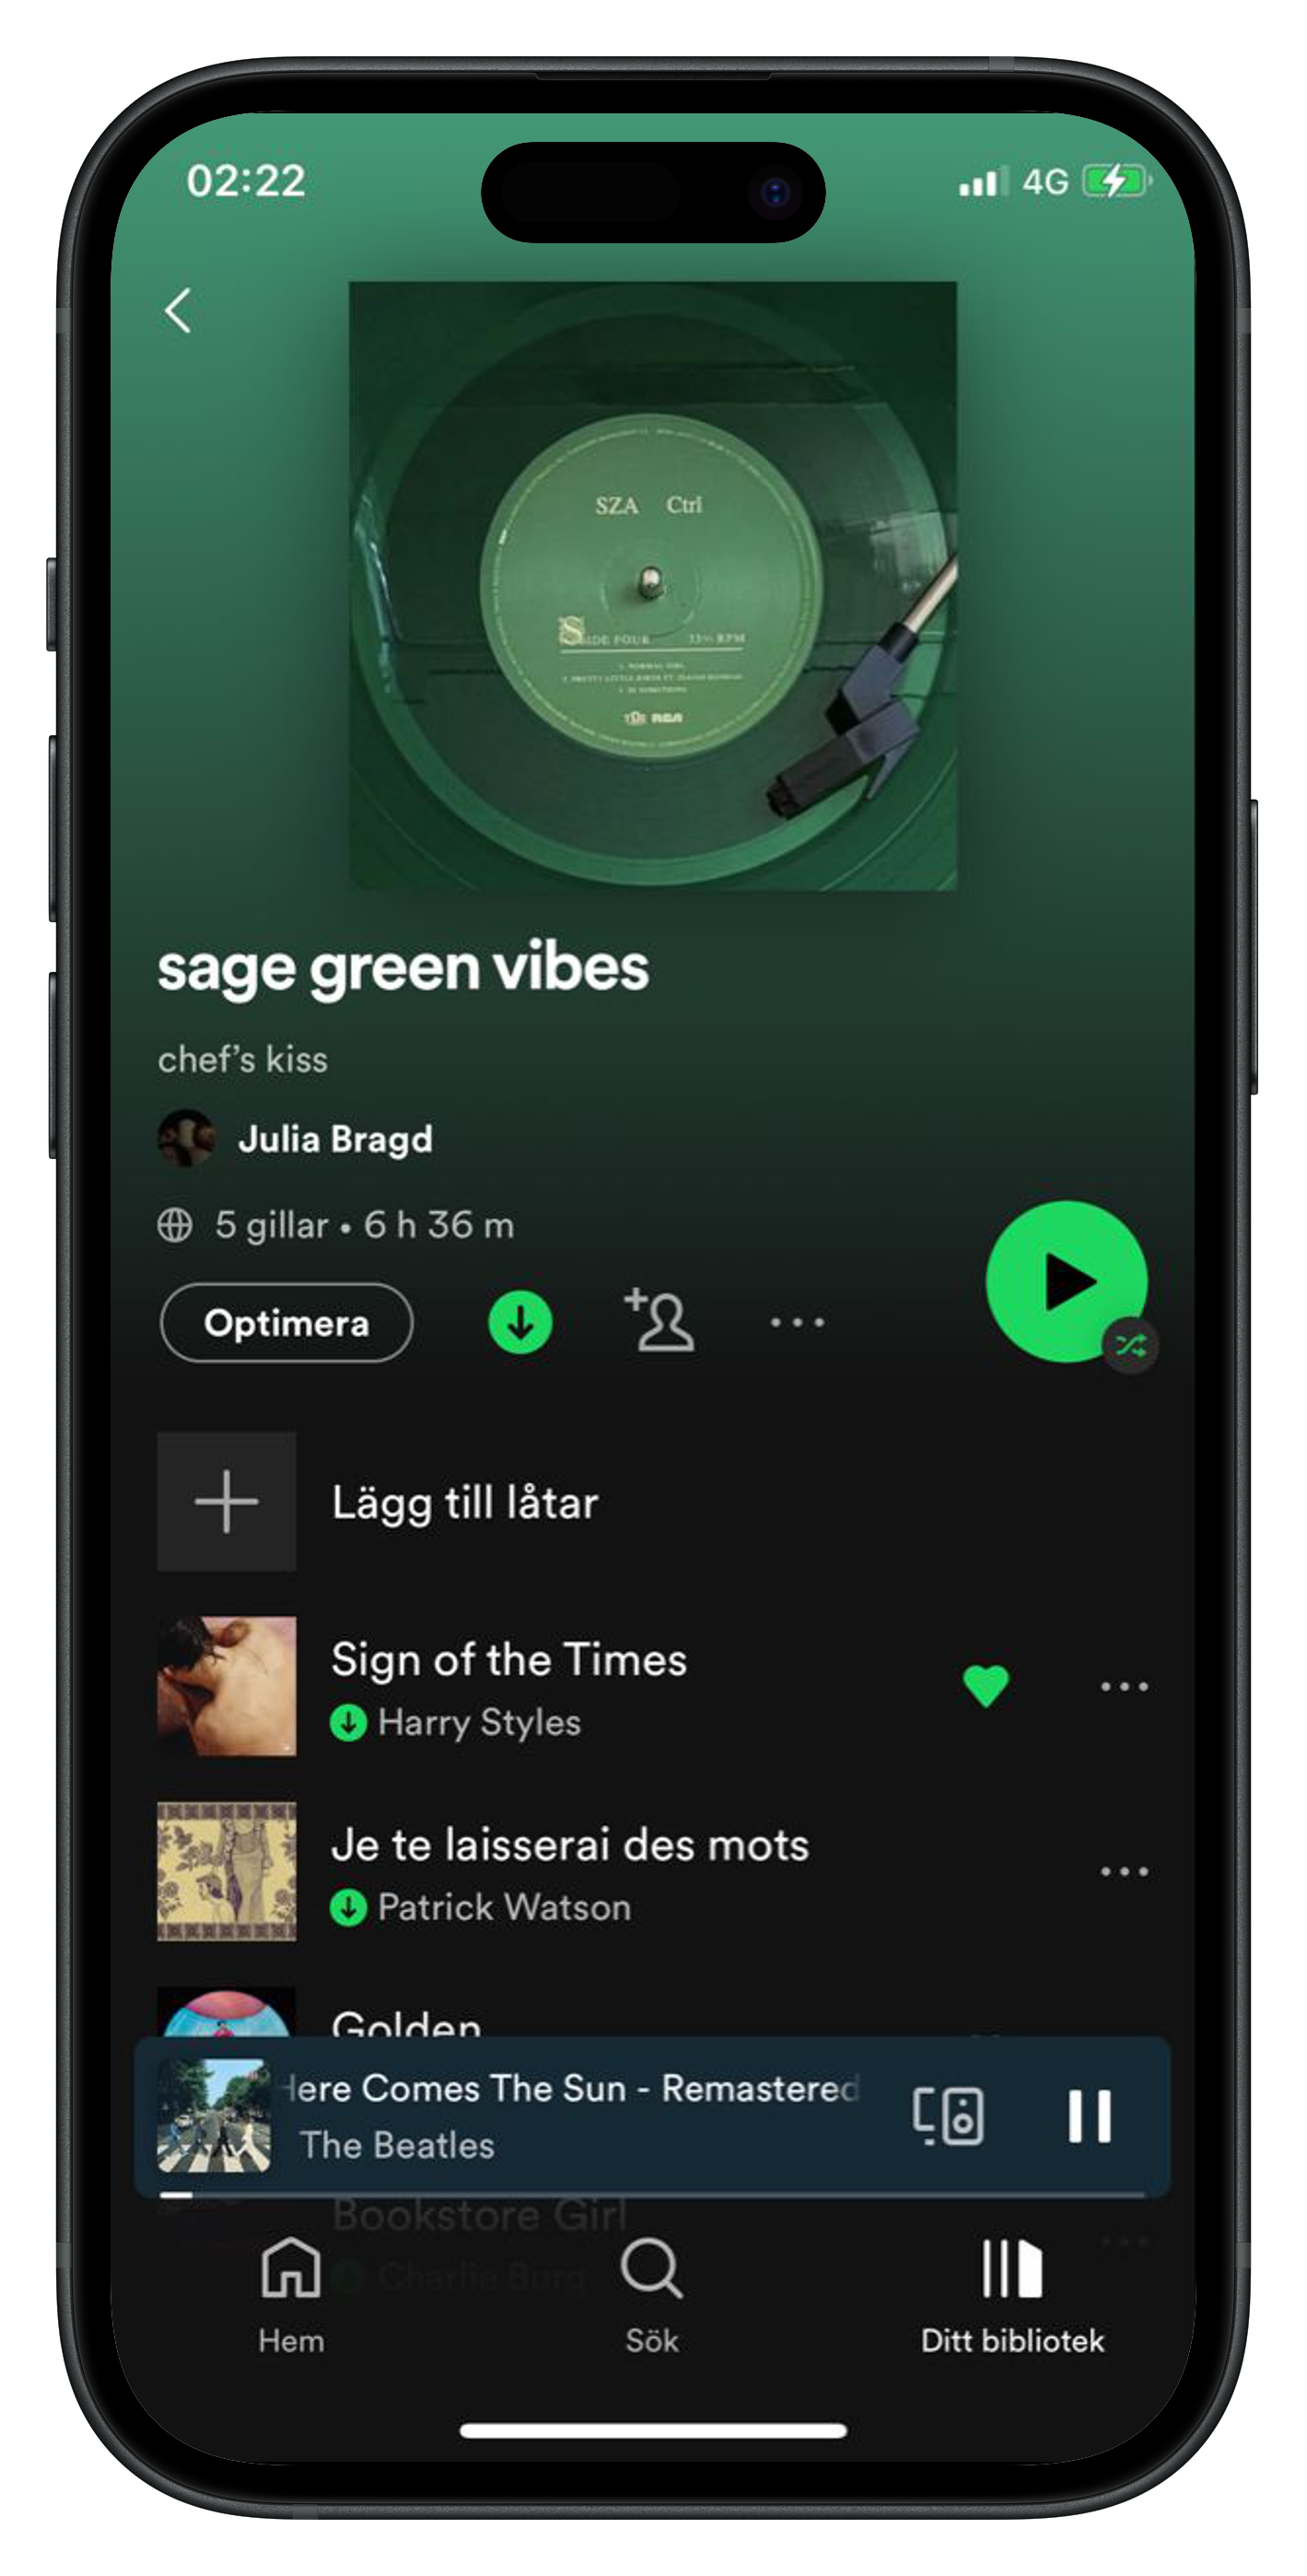 02:22
4G
SZA Ctrl
SIDE FOUR 33⅓ RPM
TDE RCA
sage green vibes
chef’s kiss
Julia Bragd
5 gillar • 6 h 36 m
Optimera
Lägg till låtar
Sign of the Times
Harry Styles
Je te laisserai des mots
Patrick Watson
Golden
Here Comes The Sun - Remastered
The Beatles
Bookstore Girl
Charlie Burg
Hem
Sök
Ditt bibliotek